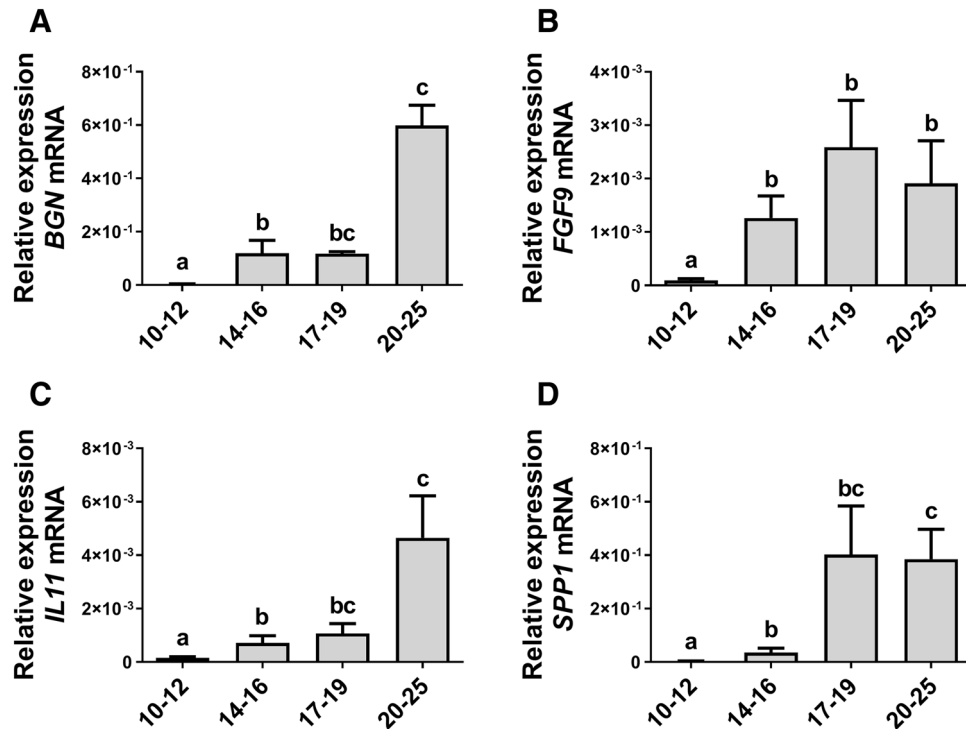 A
Relative expression
BGN mRNA
8×10⁻¹
6×10⁻¹
4×10⁻¹
2×10⁻¹
0
a
b
bc
c
10-12
14-16
17-19
20-25
B
Relative expression
FGF9 mRNA
4×10⁻³
3×10⁻³
2×10⁻³
1×10⁻³
0
a
b
b
b
10-12
14-16
17-19
20-25
C
Relative expression
IL11 mRNA
8×10⁻³
6×10⁻³
4×10⁻³
2×10⁻³
0
a
b
bc
c
10-12
14-16
17-19
20-25
D
Relative expression
SPP1 mRNA
8×10⁻¹
6×10⁻¹
4×10⁻¹
2×10⁻¹
0
a
b
bc
c
10-12
14-16
17-19
20-25